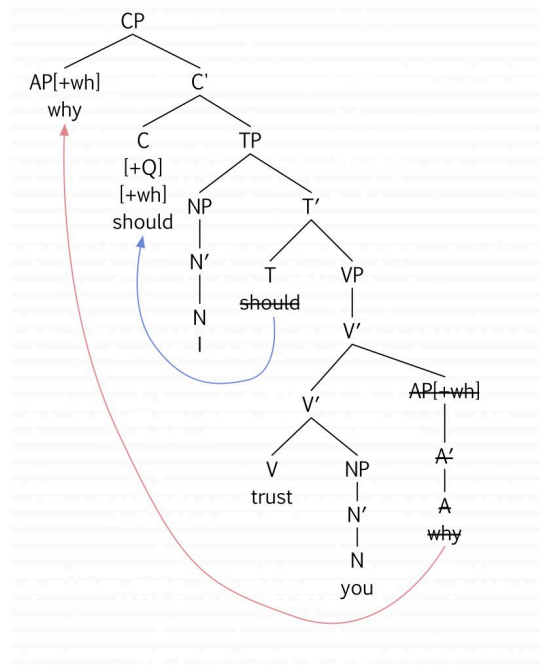 CP
AP[+wh] C'
why
C TP
[+Q]
[+wh] NP T′
should
N′ T VP
should
N
I V′
V′ AP[+wh]
V NP A′
trust
N′ A
why
N
you